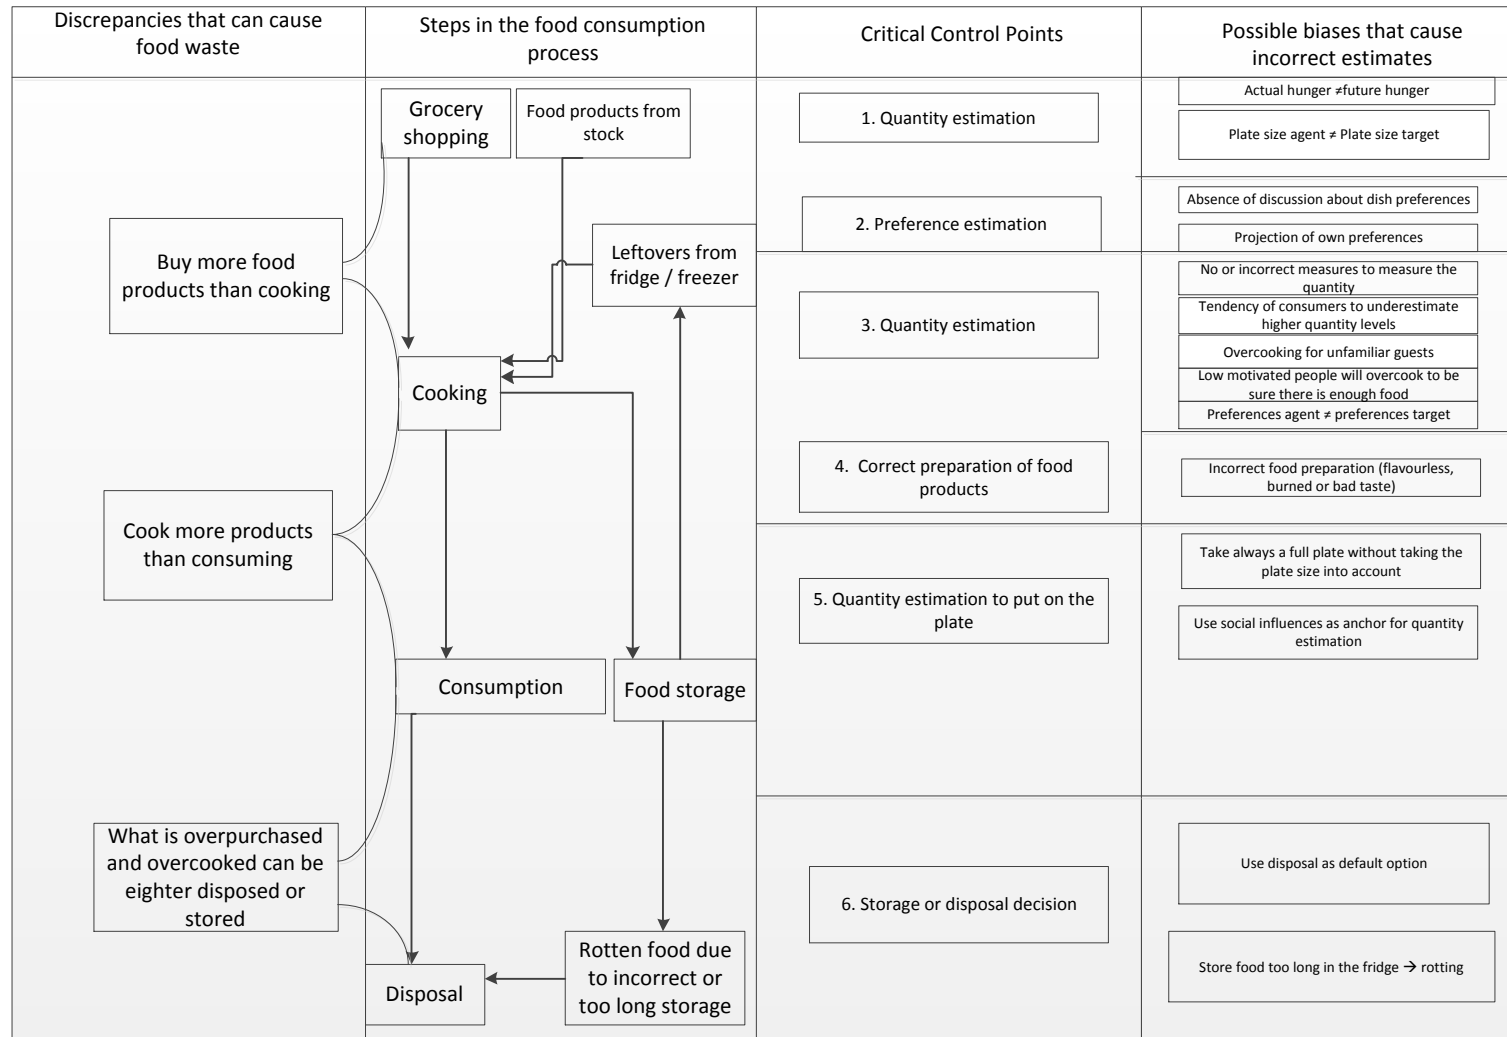 Discrepancies that can cause
food waste
Steps in the food consumption
process
Critical Control Points
Possible biases that cause
incorrect estimates
Grocery
shopping
Food products from
stock
1. Quantity estimation
Actual hunger ≠future hunger
Plate size agent ≠ Plate size target
Buy more food
products than cooking
Leftovers from
fridge / freezer
2. Preference estimation
Absence of discussion about dish preferences
Projection of own preferences
3. Quantity estimation
No or incorrect measures to measure the
quantity
Tendency of consumers to underestimate
higher quantity levels
Overcooking for unfamiliar guests
Low motivated people will overcook to be
sure there is enough food
Preferences agent ≠ preferences target
Cooking
4. Correct preparation of food
products
Incorrect food preparation (flavourless,
burned or bad taste)
Cook more products
than consuming
5. Quantity estimation to put on the
plate
Take always a full plate without taking the
plate size into account
Use social influences as anchor for quantity
estimation
Consumption
Food storage
What is overpurchased
and overcooked can be
eighter disposed or
stored
6. Storage or disposal decision
Use disposal as default option
Store food too long in the fridge → rotting
Disposal
Rotten food due
to incorrect or
too long storage